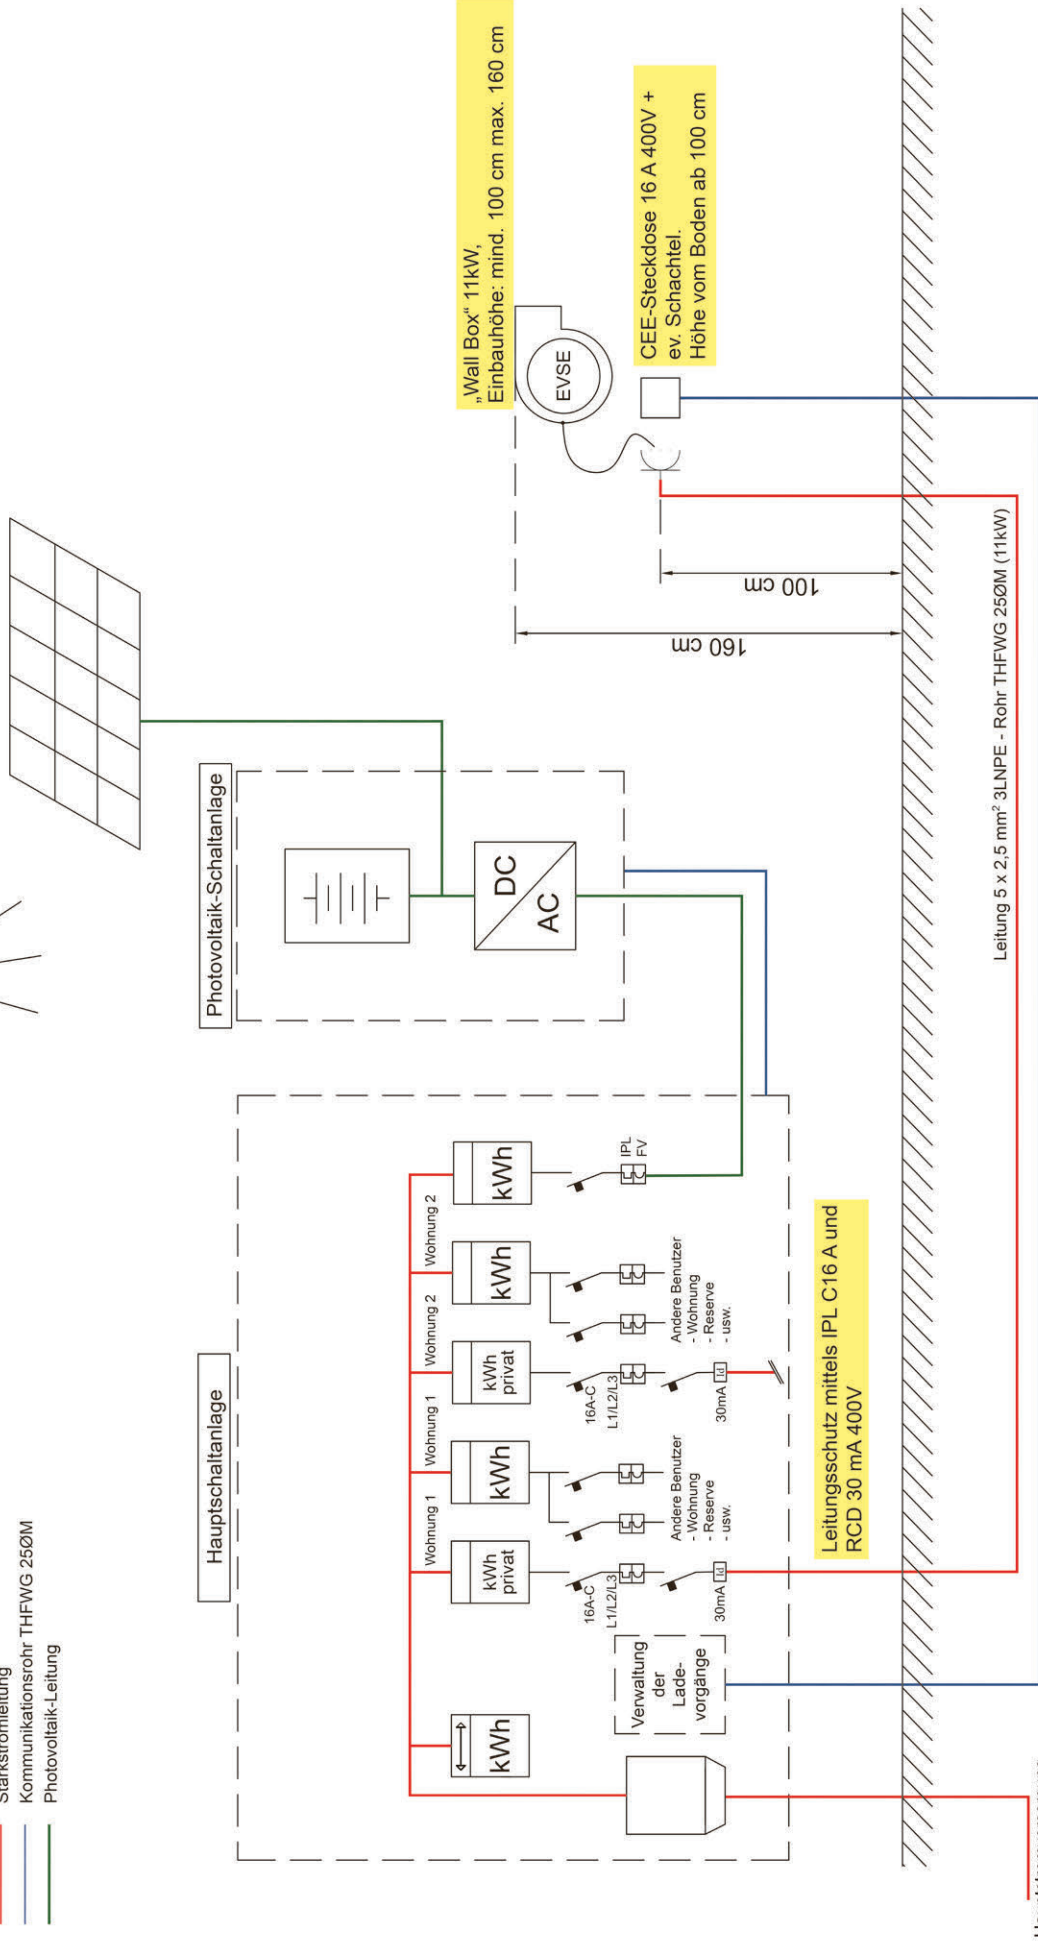 Starkstromleitung
Kommunikationsrohr THFWG 25ØM
Photovoltaik-Leitung
Hauptschaltanlage
Photovoltaik-Schaltanlage
„Wall Box“ 11kW,
Einbauhöhe: mind. 100 cm max. 160 cm
EVSE
CEE-Steckdose 16 A 400V +
ev. Schachtel.
Höhe vom Boden ab 100 cm
160 cm
100 cm
DC
AC
Wohnung 1
Wohnung 1
Wohnung 2
Wohnung 2
kWh
kWh
privat
kWh
kWh
privat
kWh
kWh
16A-C
L1/L2/L3
30mA
Id
Andere Benutzer
- Wohnung
- Reserve
- usw.
16A-C
L1/L2/L3
30mA
Id
Andere Benutzer
- Wohnung
- Reserve
- usw.
IPL
FV
Verwaltung
der
Lade-
vorgänge
Leitungsschutz mittels IPL C16 A und
RCD 30 mA 400V
Leitung 5 x 2,5 mm² 3LNPE - Rohr THFWG 25ØM (11kW)